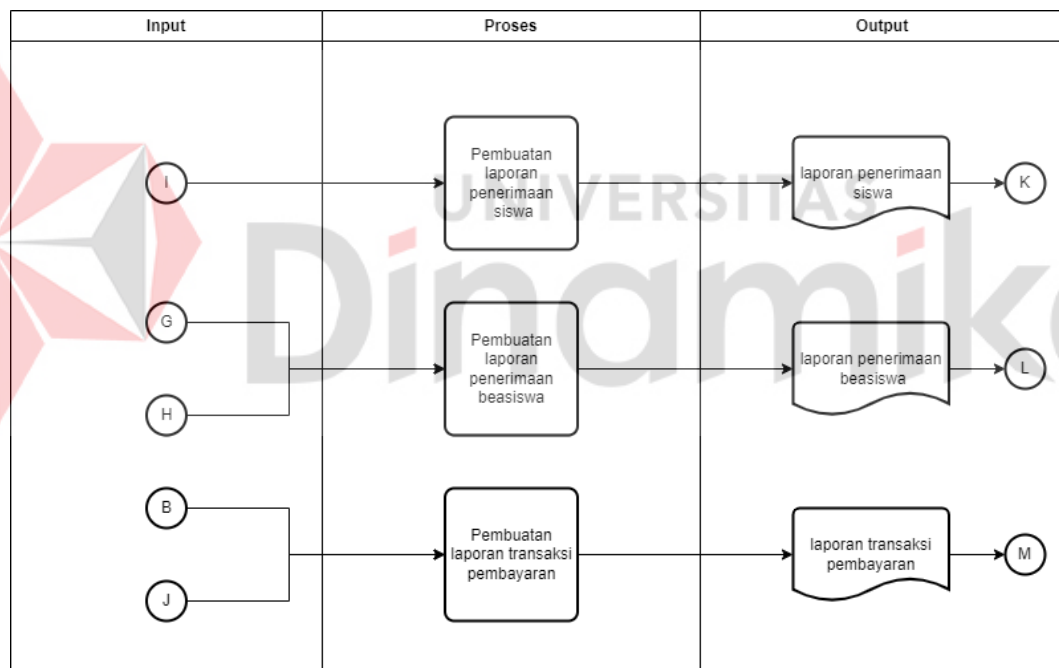 Input
Proses
Output
I
Pembuatan
laporan
penerimaan
siswa
laporan penerimaan
siswa
K
UNIVERSITAS
Dinamika
G
H
Pembuatan
laporan
penerimaan
beasiswa
laporan penerimaan
beasiswa
L
B
J
Pembuatan
laporan transaksi
pembayaran
laporan transaksi
pembayaran
M